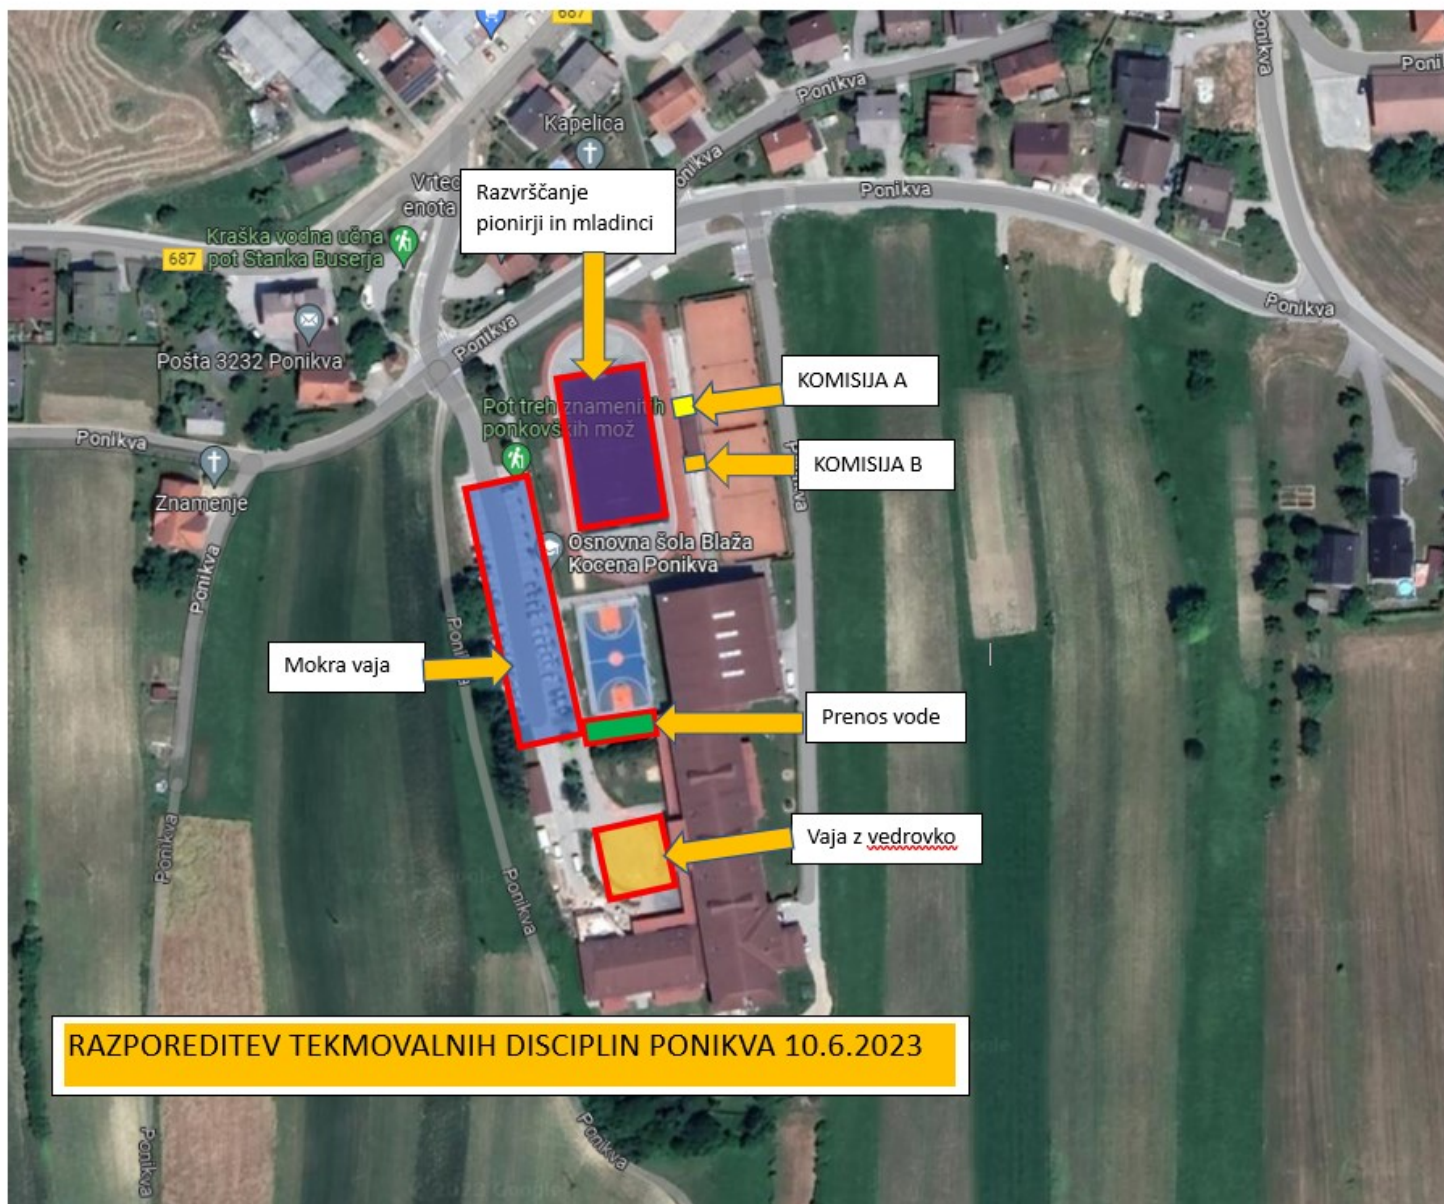 687
Ponikva
Ponikva
Poni
Kapelica
Ponikva
Vrtec
enota
Razvrščanje
pionirji in mladinci
Ponikva
Kraška vodna učna
pot Stanka Buserja
687
Ponikva
Ponikva
Pošta 3232 Ponikva
KOMISIJA A
Pot treh znamenitih
ponkovških mož
Ponikva
KOMISIJA B
Znamenje
Osnovna šola Blaža
Kocena Ponikva
Ponikva
Mokra vaja
Prenos vode
Vaja z vedrovko
Ponikva
Ponikva
RAZPOREDITEV TEKMOVALNIH DISCIPLIN PONIKVA 10.6.2023
Ponikva
Ponikva